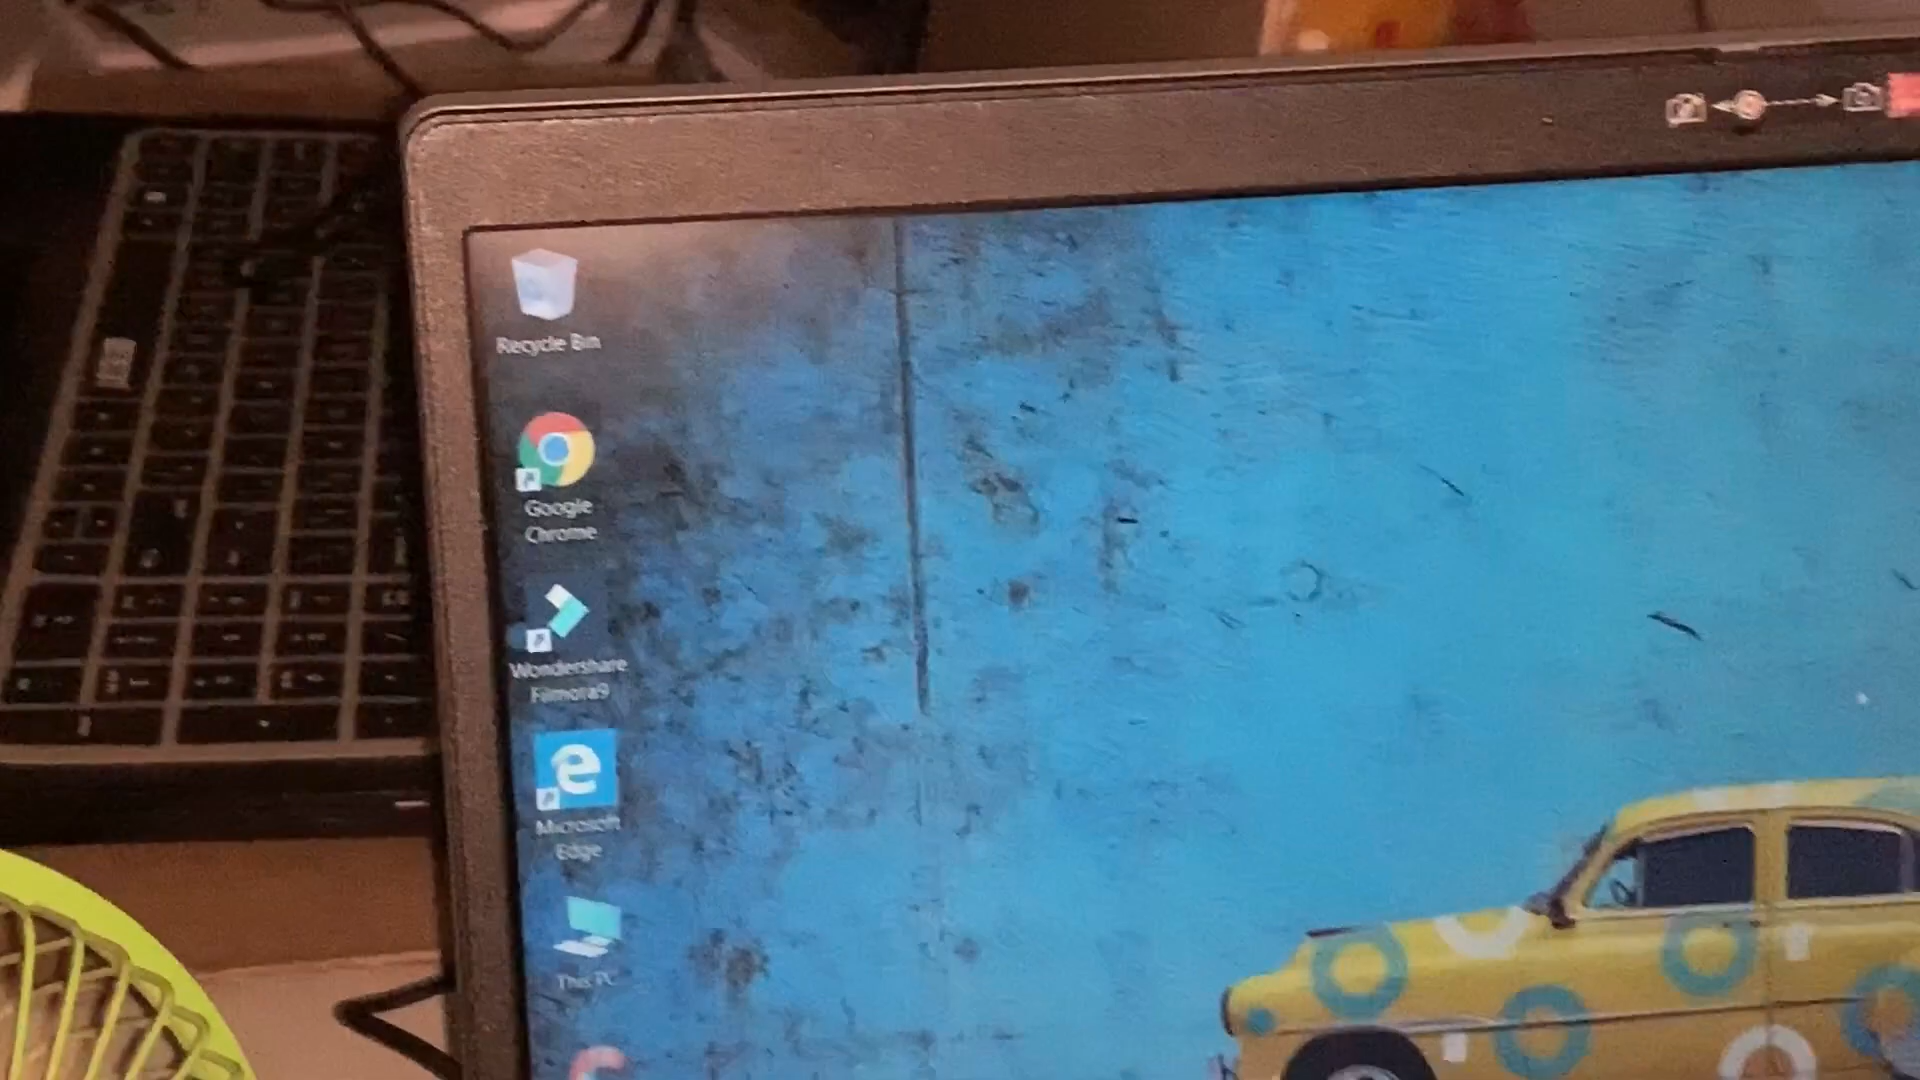 Recycle Bin
Google
Chrome
Wondershare
Filmora9
Microsoft
Edge
This PC